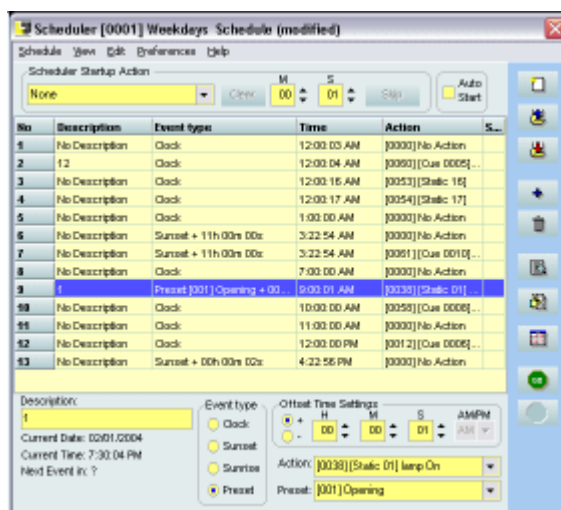 Scheduler [0001] Weekdays Schedule (modified)
Schedule View Edit Preferences Help
Scheduler Startup Action
None
Clear
M
00
S
01
Skip
Auto Start
No Description Event type Time Action S...
1 No Description Clock 12:00:03 AM [0000] No Action
2 12 Clock 12:00:04 AM [0060] [Cue 0005]...
3 No Description Clock 12:00:16 AM [0053] [Static 16]
4 No Description Clock 12:00:17 AM [0054] [Static 17]
5 No Description Clock 1:00:00 AM [0000] No Action
6 No Description Sunset + 11h 00m 00s 3:22:54 AM [0000] No Action
7 No Description Sunset + 11h 00m 00s 3:22:54 AM [0061] [Cue 0010]...
8 No Description Clock 7:00:00 AM [0000] No Action
9 1 Preset [001] Opening + 00... 9:00:01 AM [0038] [Static 01]...
10 No Description Clock 10:00:00 AM [0058] [Cue 0008]...
11 No Description Clock 11:00:00 AM [0000] No Action
12 No Description Clock 12:00:00 PM [0012] [Cue 0006]...
13 No Description Sunset + 00h 00m 02s 4:22:56 PM [0000] No Action
Description:
1
Current Date: 02/01/2004
Current Time: 7:30:04 PM
Next Event in: ?
Event type
Clock
Sunset
Sunrise
Preset
Offset Time Settings
+
-
H M S AM/PM
00 00 01 AM
Action: [0038] [Static 01] lamp On
Preset: [001] Opening